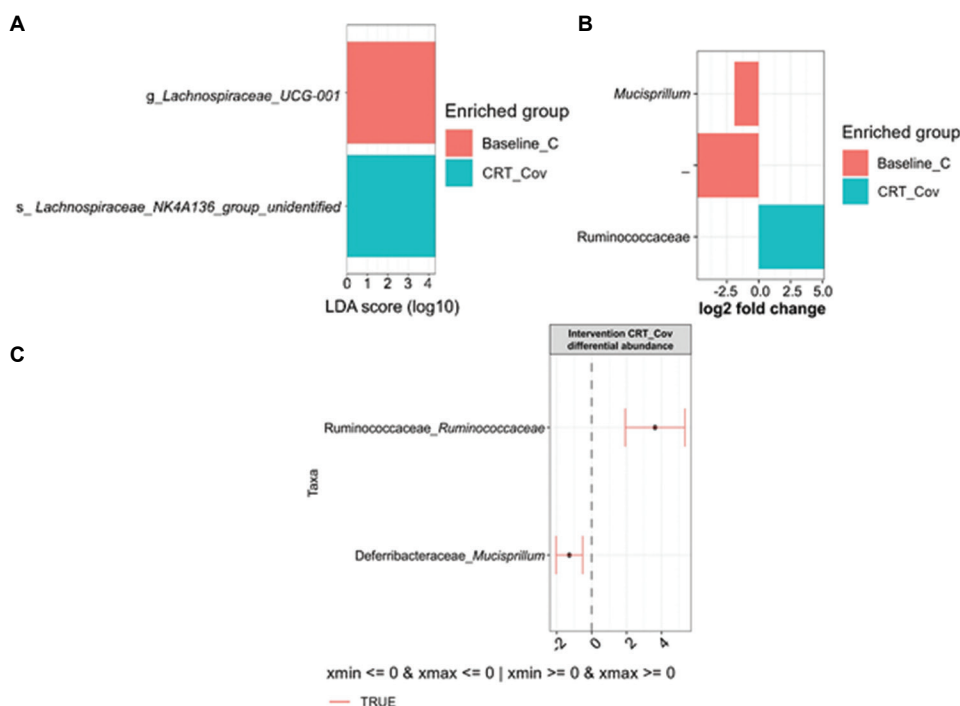 A
g_Lachnospiraceae_UCG-001
s_ Lachnospiraceae_NK4A136_group_unidentified
0 1 2 3 4
LDA score (log10)
Enriched group
Baseline_C
CRT_Cov
B
Mucisprillum
–
Ruminococcaceae
-2.5 0.0 2.5 5.0
log2 fold change
Enriched group
Baseline_C
CRT_Cov
C
Intervention CRT_Cov
differential abundance
Taxa
Ruminococcaceae_Ruminococcaceae
Deferribacteraceae_Mucisprillum
-2 0 2 4
xmin <= 0 & xmax <= 0 | xmin >= 0 & xmax >= 0
TRUE